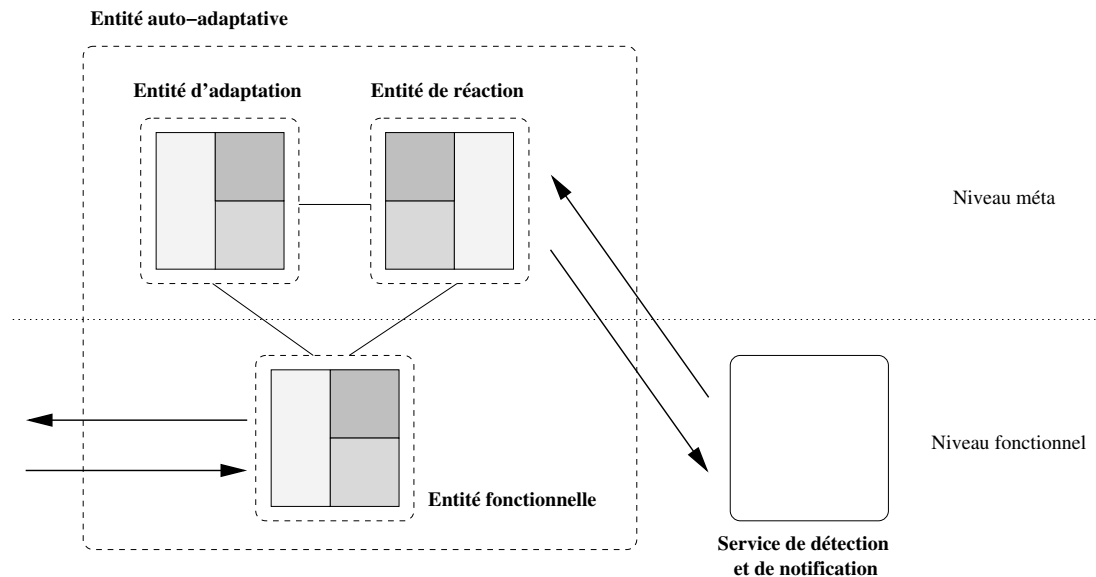 Entité auto−adaptative
Entité d'adaptation
Entité de réaction
Niveau méta
Niveau fonctionnel
Entité fonctionnelle
Service de détection
et de notification